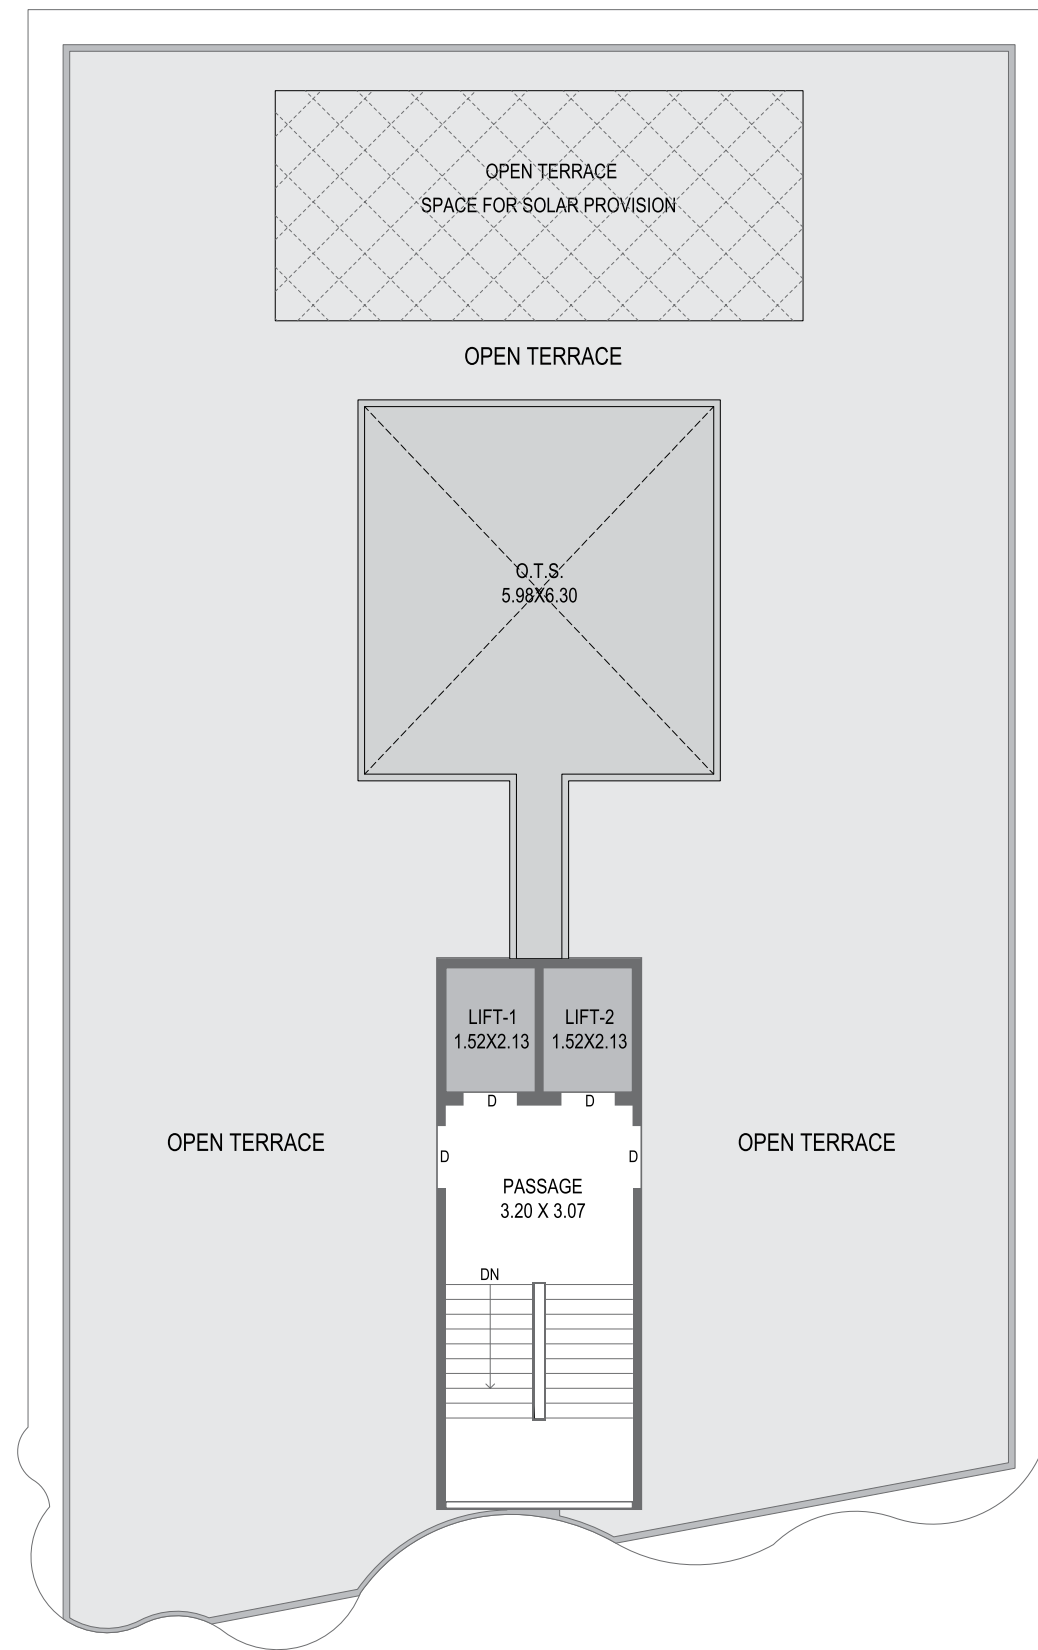 OPEN TERRACE
SPACE FOR SOLAR PROVISION
OPEN TERRACE
O.T.S.
5.98X6.30
LIFT-1
1.52X2.13
LIFT-2
1.52X2.13
D
D
OPEN TERRACE
D
D
OPEN TERRACE
PASSAGE
3.20 X 3.07
DN